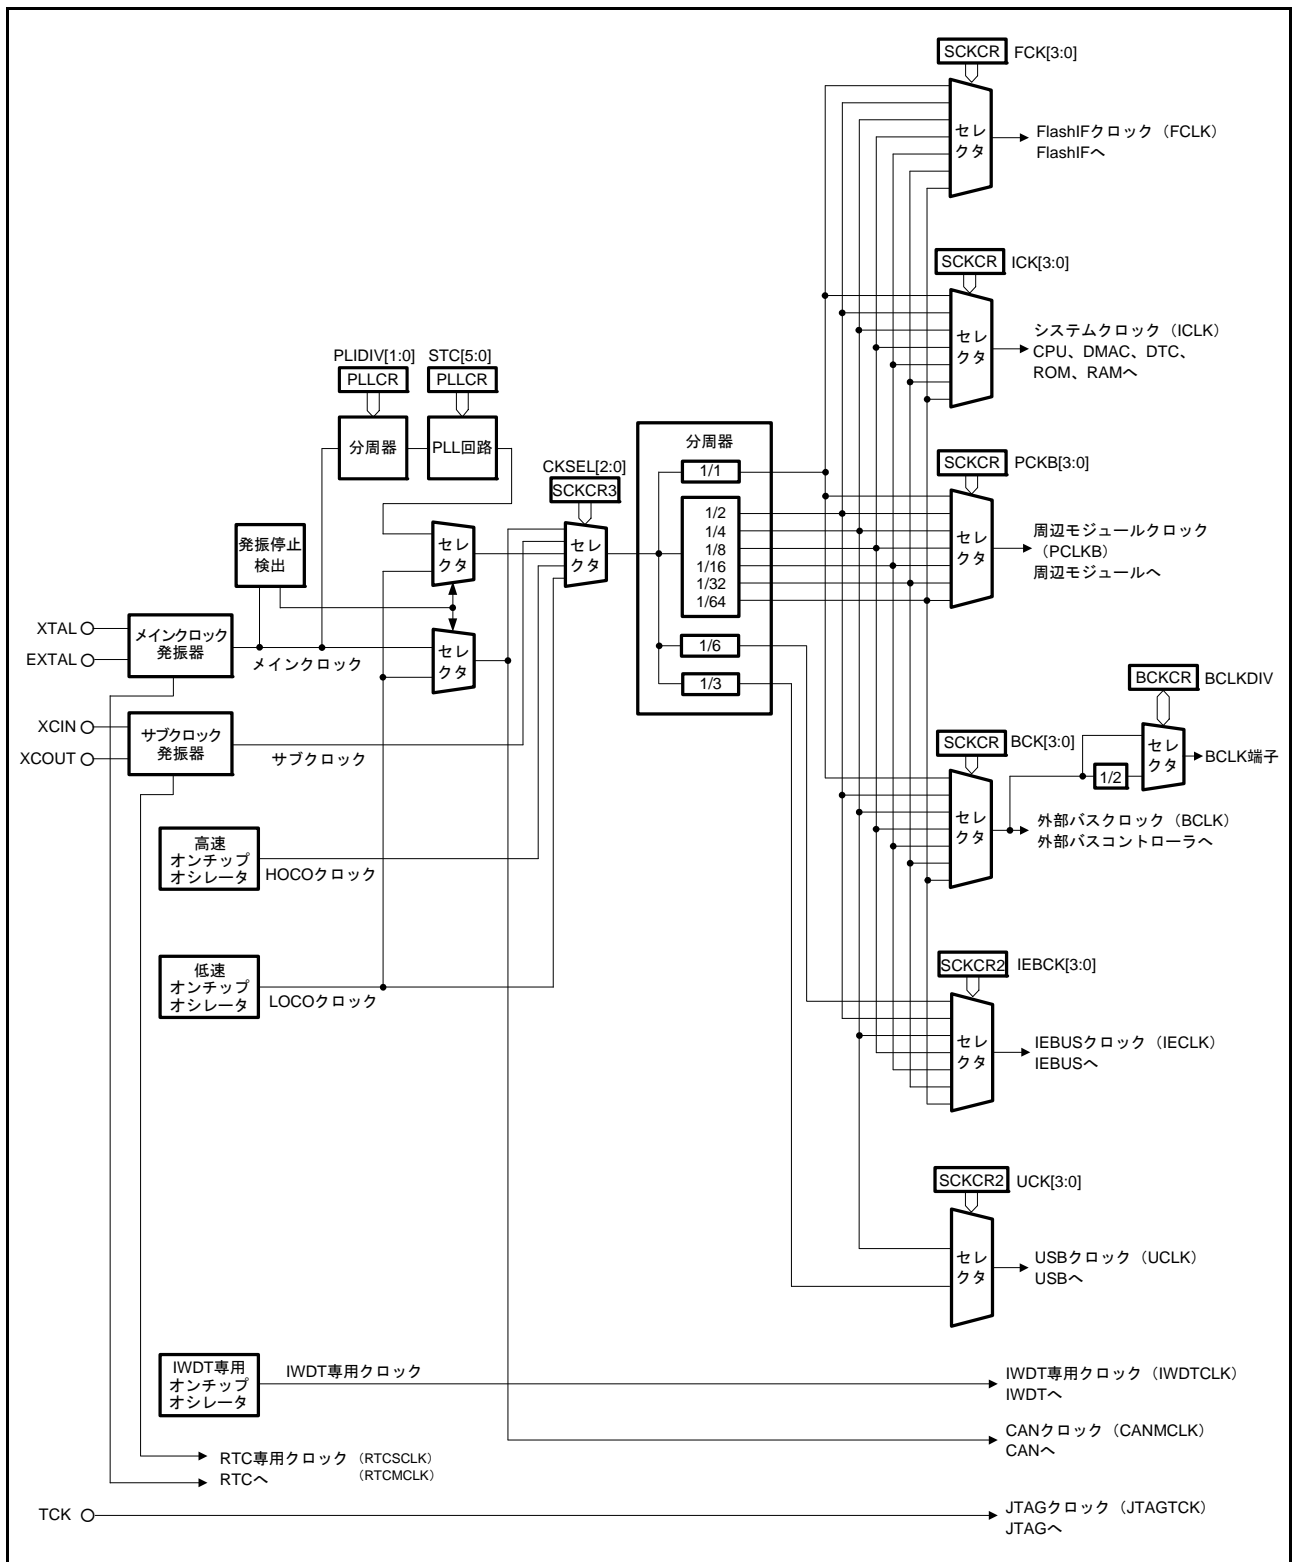 SCKCR FCK[3:0]
セレ
クタ
FlashIFクロック（FCLK）
FlashIFへ
SCKCR ICK[3:0]
セレ
クタ
システムクロック（ICLK）
CPU、DMAC、DTC、
ROM、RAMへ
PLIDIV[1:0] STC[5:0]
PLLCR PLLCR
分周器 PLL回路
CKSEL[2:0]
SCKCR3
セレ
クタ
分周器
1/1
1/2
1/4
1/8
1/16
1/32
1/64
1/6
1/3
SCKCR PCKB[3:0]
セレ
クタ
周辺モジュールクロック
（PCLKB）
周辺モジュールへ
発振停止
検出
セレ
クタ
セレ
クタ
XTAL
EXTAL
メインクロック
発振器
メインクロック
XCIN
XCOUT
サブクロック
発振器
サブクロック
BCKCR BCLKDIV
セレ
クタ
1/2
BCLK端子
SCKCR BCK[3:0]
セレ
クタ
外部バスクロック（BCLK）
外部バスコントローラへ
高速
オンチップ
オシレータ
HOCOクロック
低速
オンチップ
オシレータ
LOCOクロック
SCKCR2 IEBCK[3:0]
セレ
クタ
IEBUSクロック（IECLK）
IEBUSへ
SCKCR2 UCK[3:0]
セレ
クタ
USBクロック（UCLK）
USBへ
IWDT専用
オンチップ
オシレータ
IWDT専用クロック
IWDT専用クロック（IWDTCLK）
IWDTへ
CANクロック（CANMCLK）
CANへ
RTC専用クロック（RTCSCLK）
RTCへ （RTCMCLK）
TCK
JTAGクロック（JTAGTCK）
JTAGへ